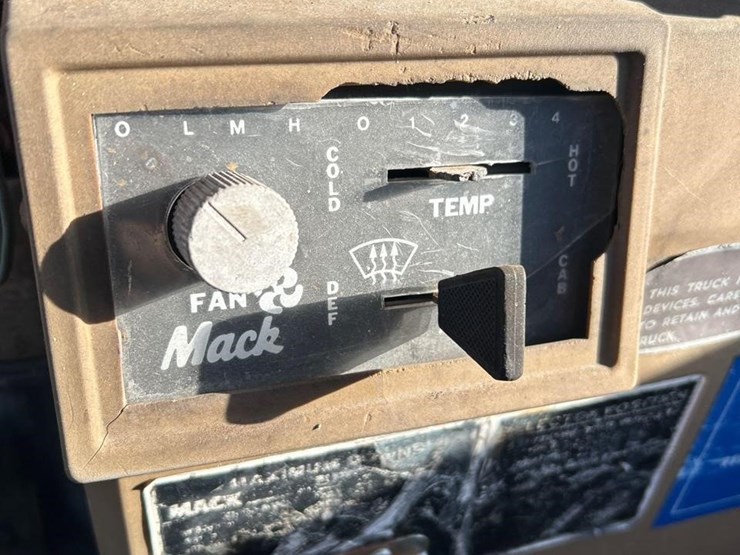 O L M H O 1 2 3 4
COLD
HOT
TEMP
CAB
DEF
FAN
Mack
THIS TRUCK
DEVICES. CARE
TO RETAIN AND
MACK